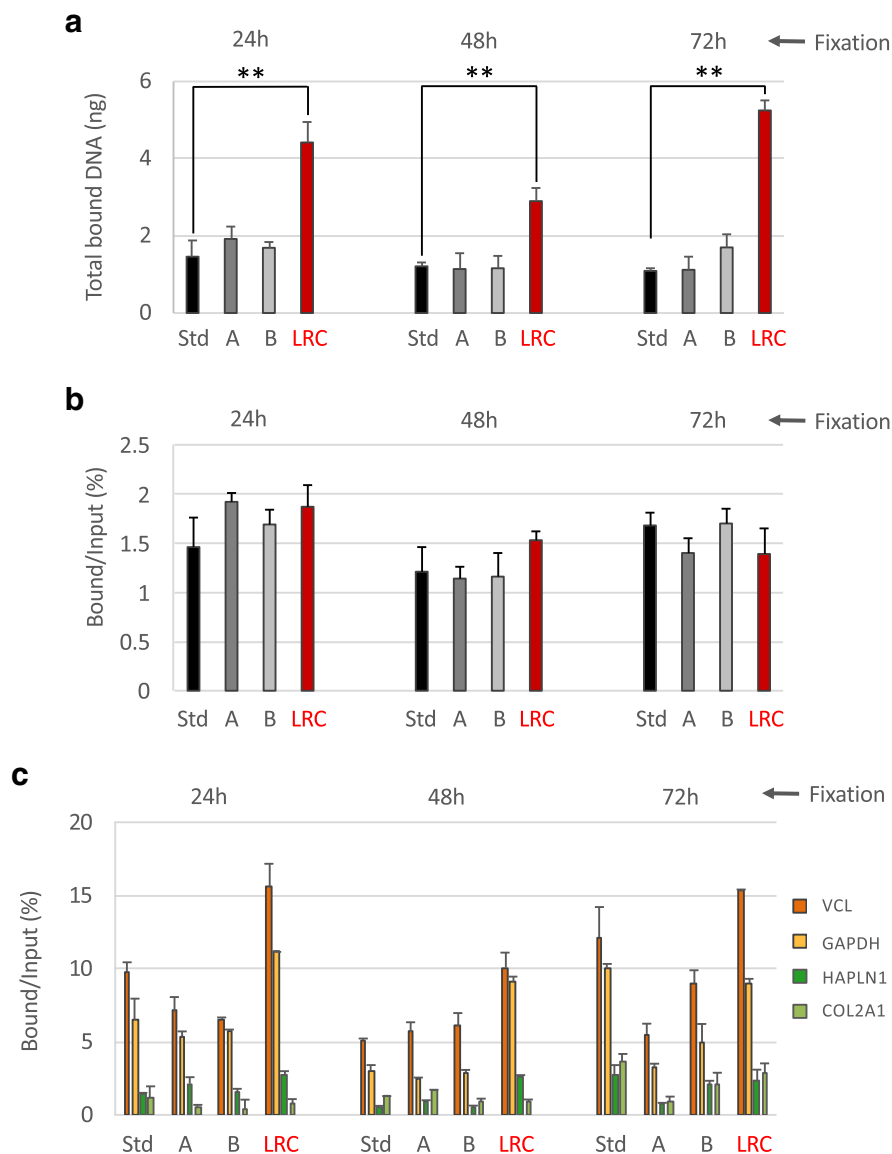 a
24h 48h 72h Fixation
** ** **
Total bound DNA (ng)
6
4
2
0
Std A B LRC Std A B LRC Std A B LRC
b
24h 48h 72h Fixation
Bound/Input (%)
2.5
2
1.5
1
0.5
0
Std A B LRC Std A B LRC Std A B LRC
c
24h 48h 72h Fixation
Bound/Input (%)
20
15
10
5
0
VCL
GAPDH
HAPLN1
COL2A1
Std A B LRC Std A B LRC Std A B LRC